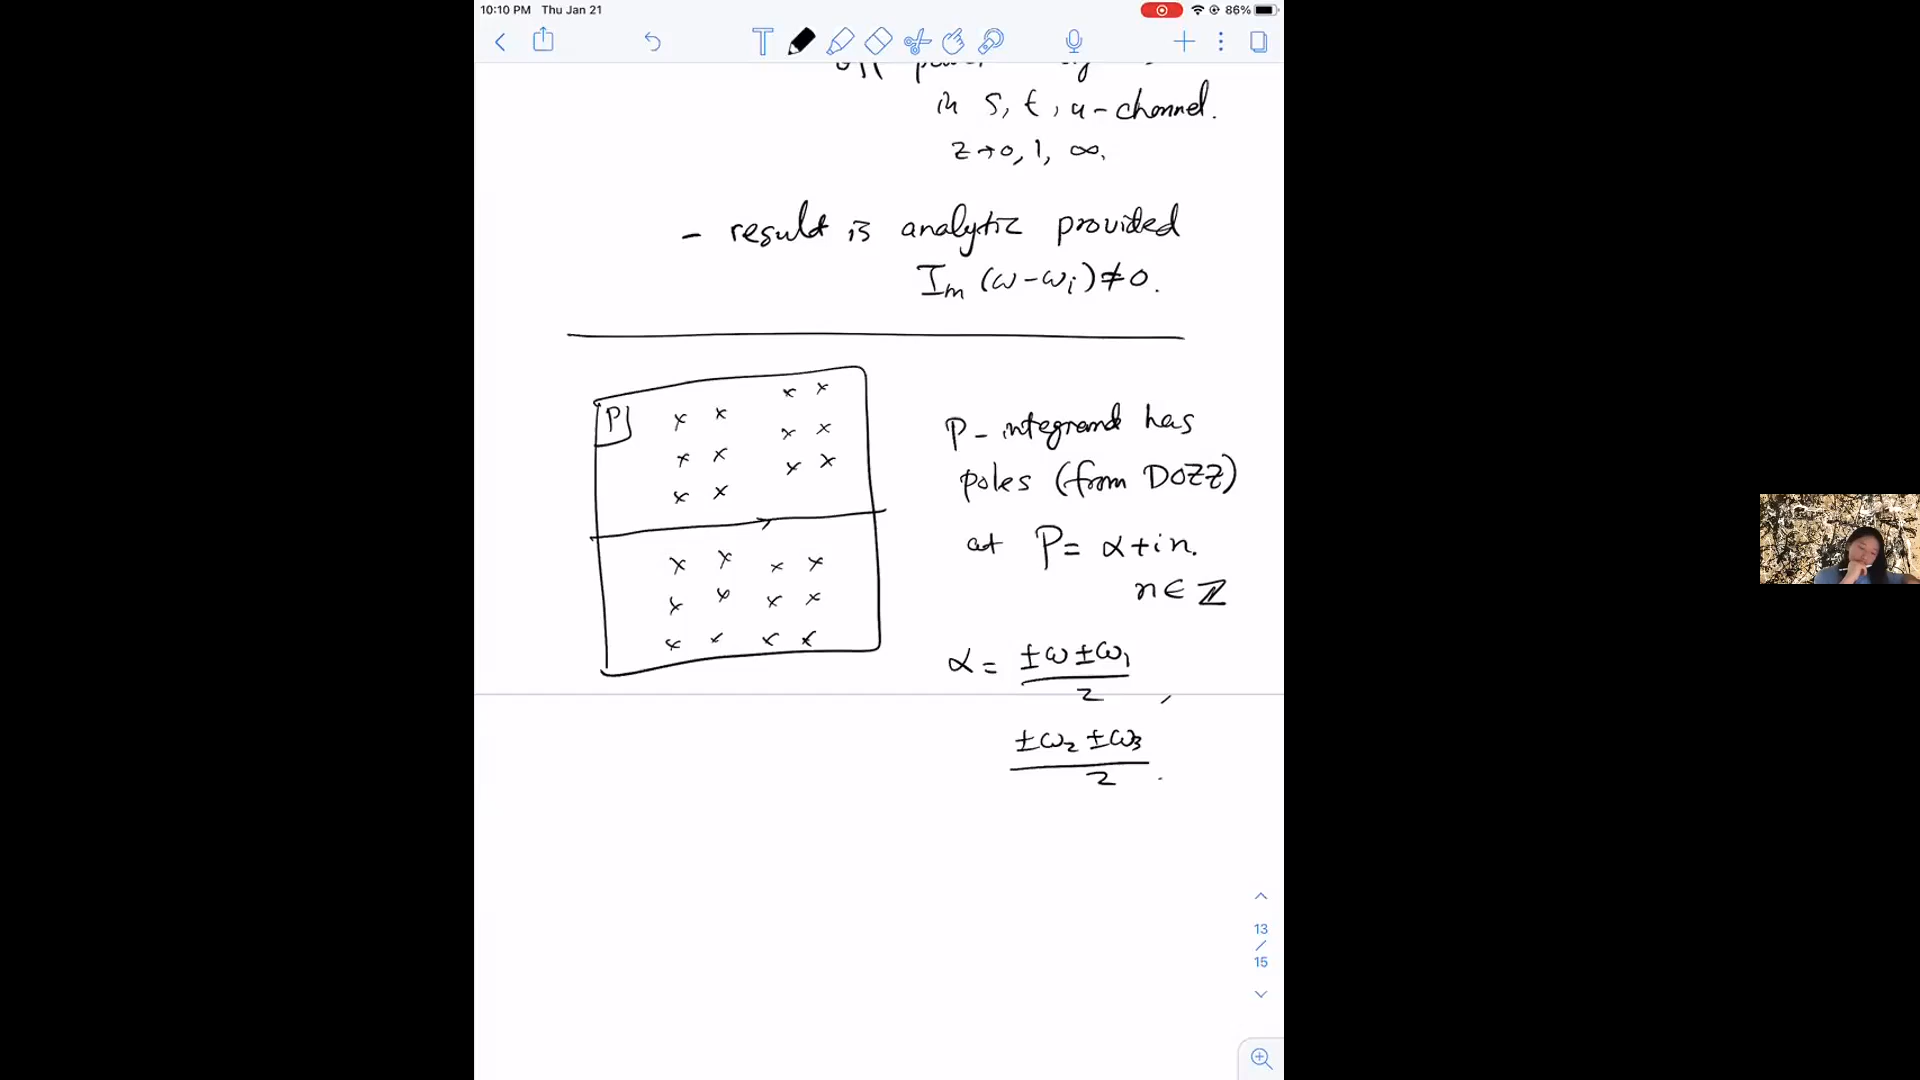 10:10 PM Thu Jan 21
86%
in s, t, u-channel.
z→0, 1, ∞.
- result is analytic provided
Im (ω-ωi)≠0.
P
P-integrand has
poles (from DOZZ)
at P= α+in.
n∈ℤ
α= ±ω±ω₁
2 ,
±ω₂±ω₃
2 .
13
/
15